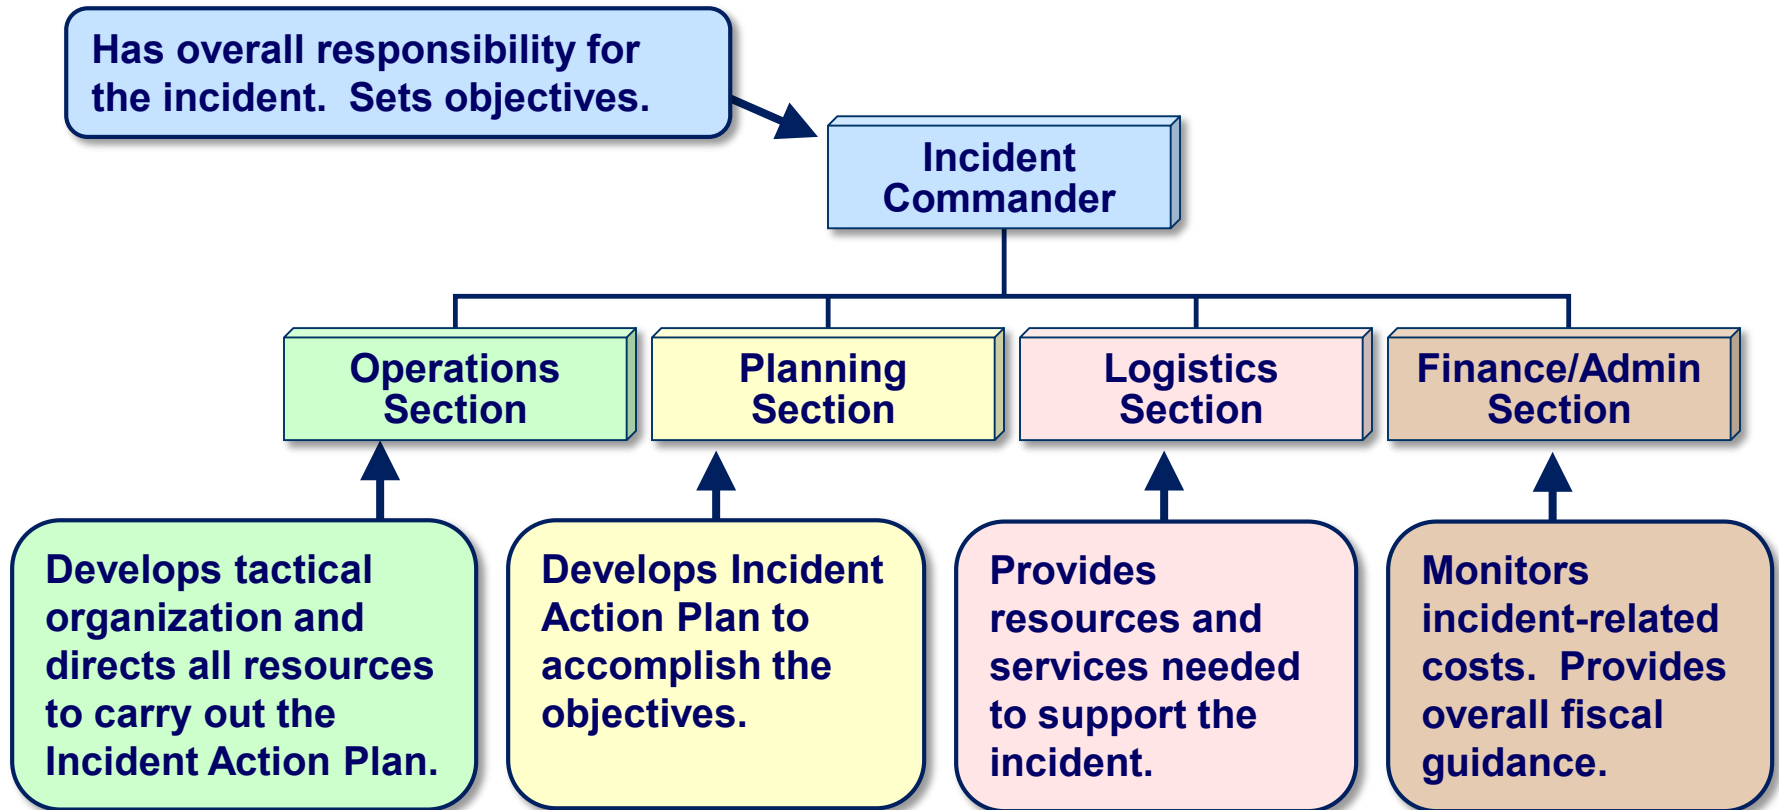 Has overall responsibility for
the incident.  Sets objectives.
Incident
Commander
Operations
Section
Planning
Section
Logistics
Section
Finance/Admin
Section
Develops tactical
organization and
directs all resources
to carry out the
Incident Action Plan.
Develops Incident
Action Plan to
accomplish the
objectives.
Provides
resources and
services needed
to support the
incident.
Monitors
incident-related
costs.  Provides
overall fiscal
guidance.